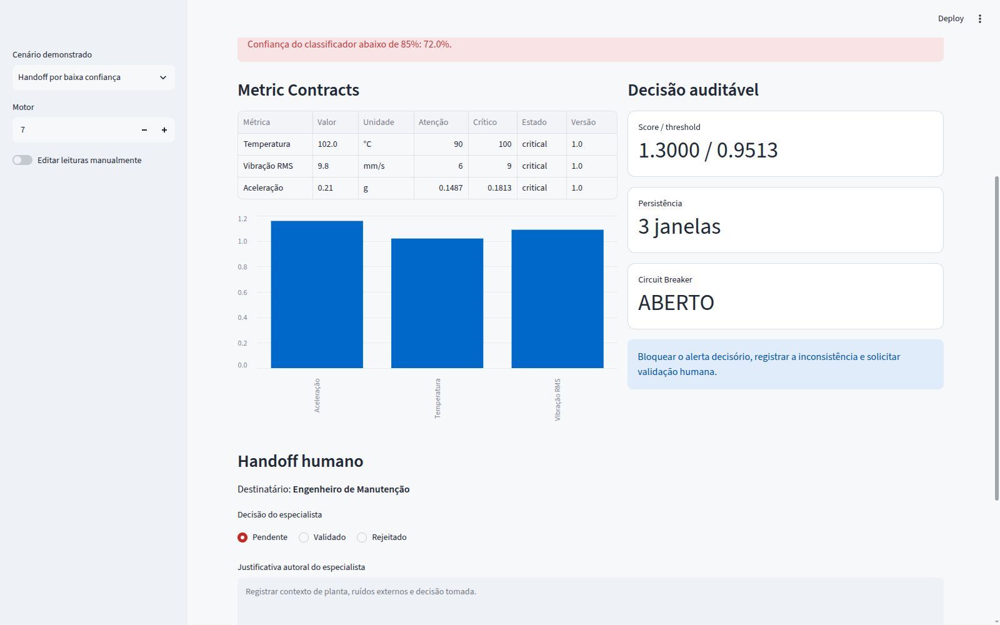 Deploy
Cenário demonstrado
Handoff por baixa confiança
Motor
7
Editar leituras manualmente
Confiança do classificador abaixo de 85%: 72.0%.
Metric Contracts
Métrica Valor Unidade Atenção Crítico Estado Versão
Temperatura 102.0 °C 90 100 critical 1.0
Vibração RMS 9.8 mm/s 6 9 critical 1.0
Aceleração 0.21 g 0.1487 0.1813 critical 1.0
1.2
1.0
0.8
0.6
0.4
0.2
0.0
Aceleração
Temperatura
Vibração RMS
Decisão auditável
Score / threshold
1.3000 / 0.9513
Persistência
3 janelas
Circuit Breaker
ABERTO
Bloquear o alerta decisório, registrar a inconsistência e solicitar
validação humana.
Handoff humano
Destinatário: Engenheiro de Manutenção
Decisão do especialista
Pendente Validado Rejeitado
Justificativa autoral do especialista
Registrar contexto de planta, ruídos externos e decisão tomada.